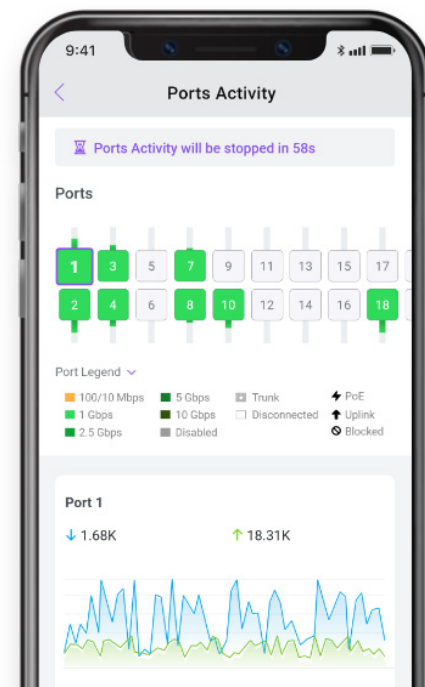 9:41
Ports Activity
Ports Activity will be stopped in 58s
Ports
1 3 5 7 9 11 13 15 17
2 4 6 8 10 12 14 16 18
Port Legend
100/10 Mbps 5 Gbps Trunk PoE
1 Gbps 10 Gbps Disconnected Uplink
2.5 Gbps Disabled Blocked
Port 1
↓ 1.68K ↑ 18.31K